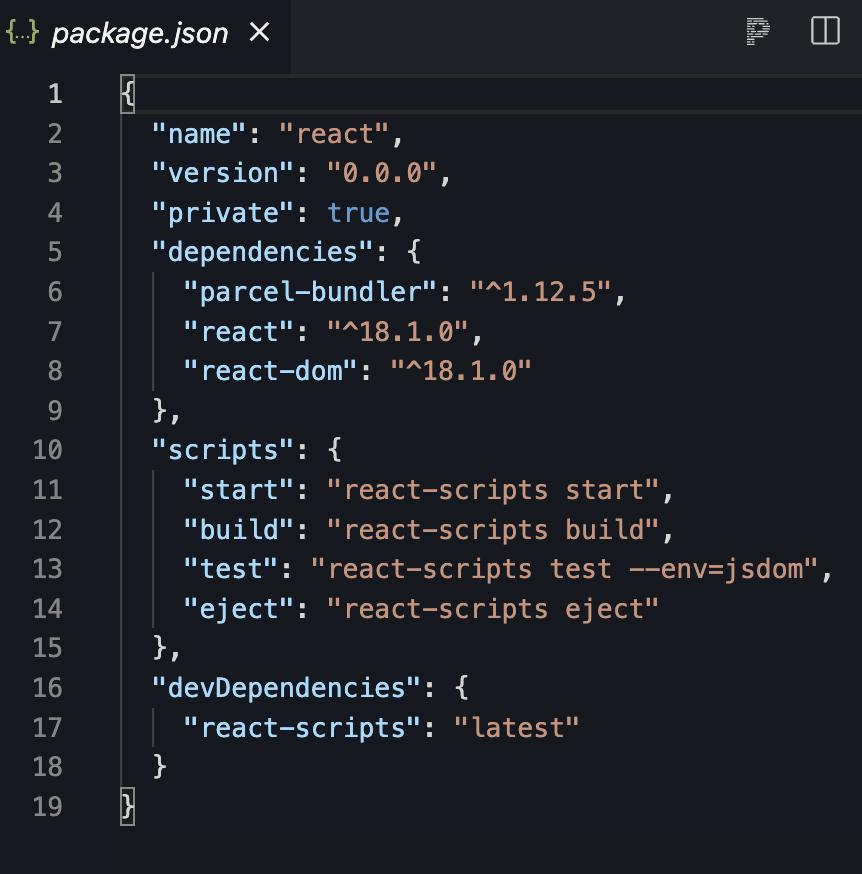 {...} package.json ×
1 {
2   "name": "react",
3   "version": "0.0.0",
4   "private": true,
5   "dependencies": {
6     "parcel-bundler": "^1.12.5",
7     "react": "^18.1.0",
8     "react-dom": "^18.1.0"
9   },
10   "scripts": {
11     "start": "react-scripts start",
12     "build": "react-scripts build",
13     "test": "react-scripts test --env=jsdom",
14     "eject": "react-scripts eject"
15   },
16   "devDependencies": {
17     "react-scripts": "latest"
18   }
19 }